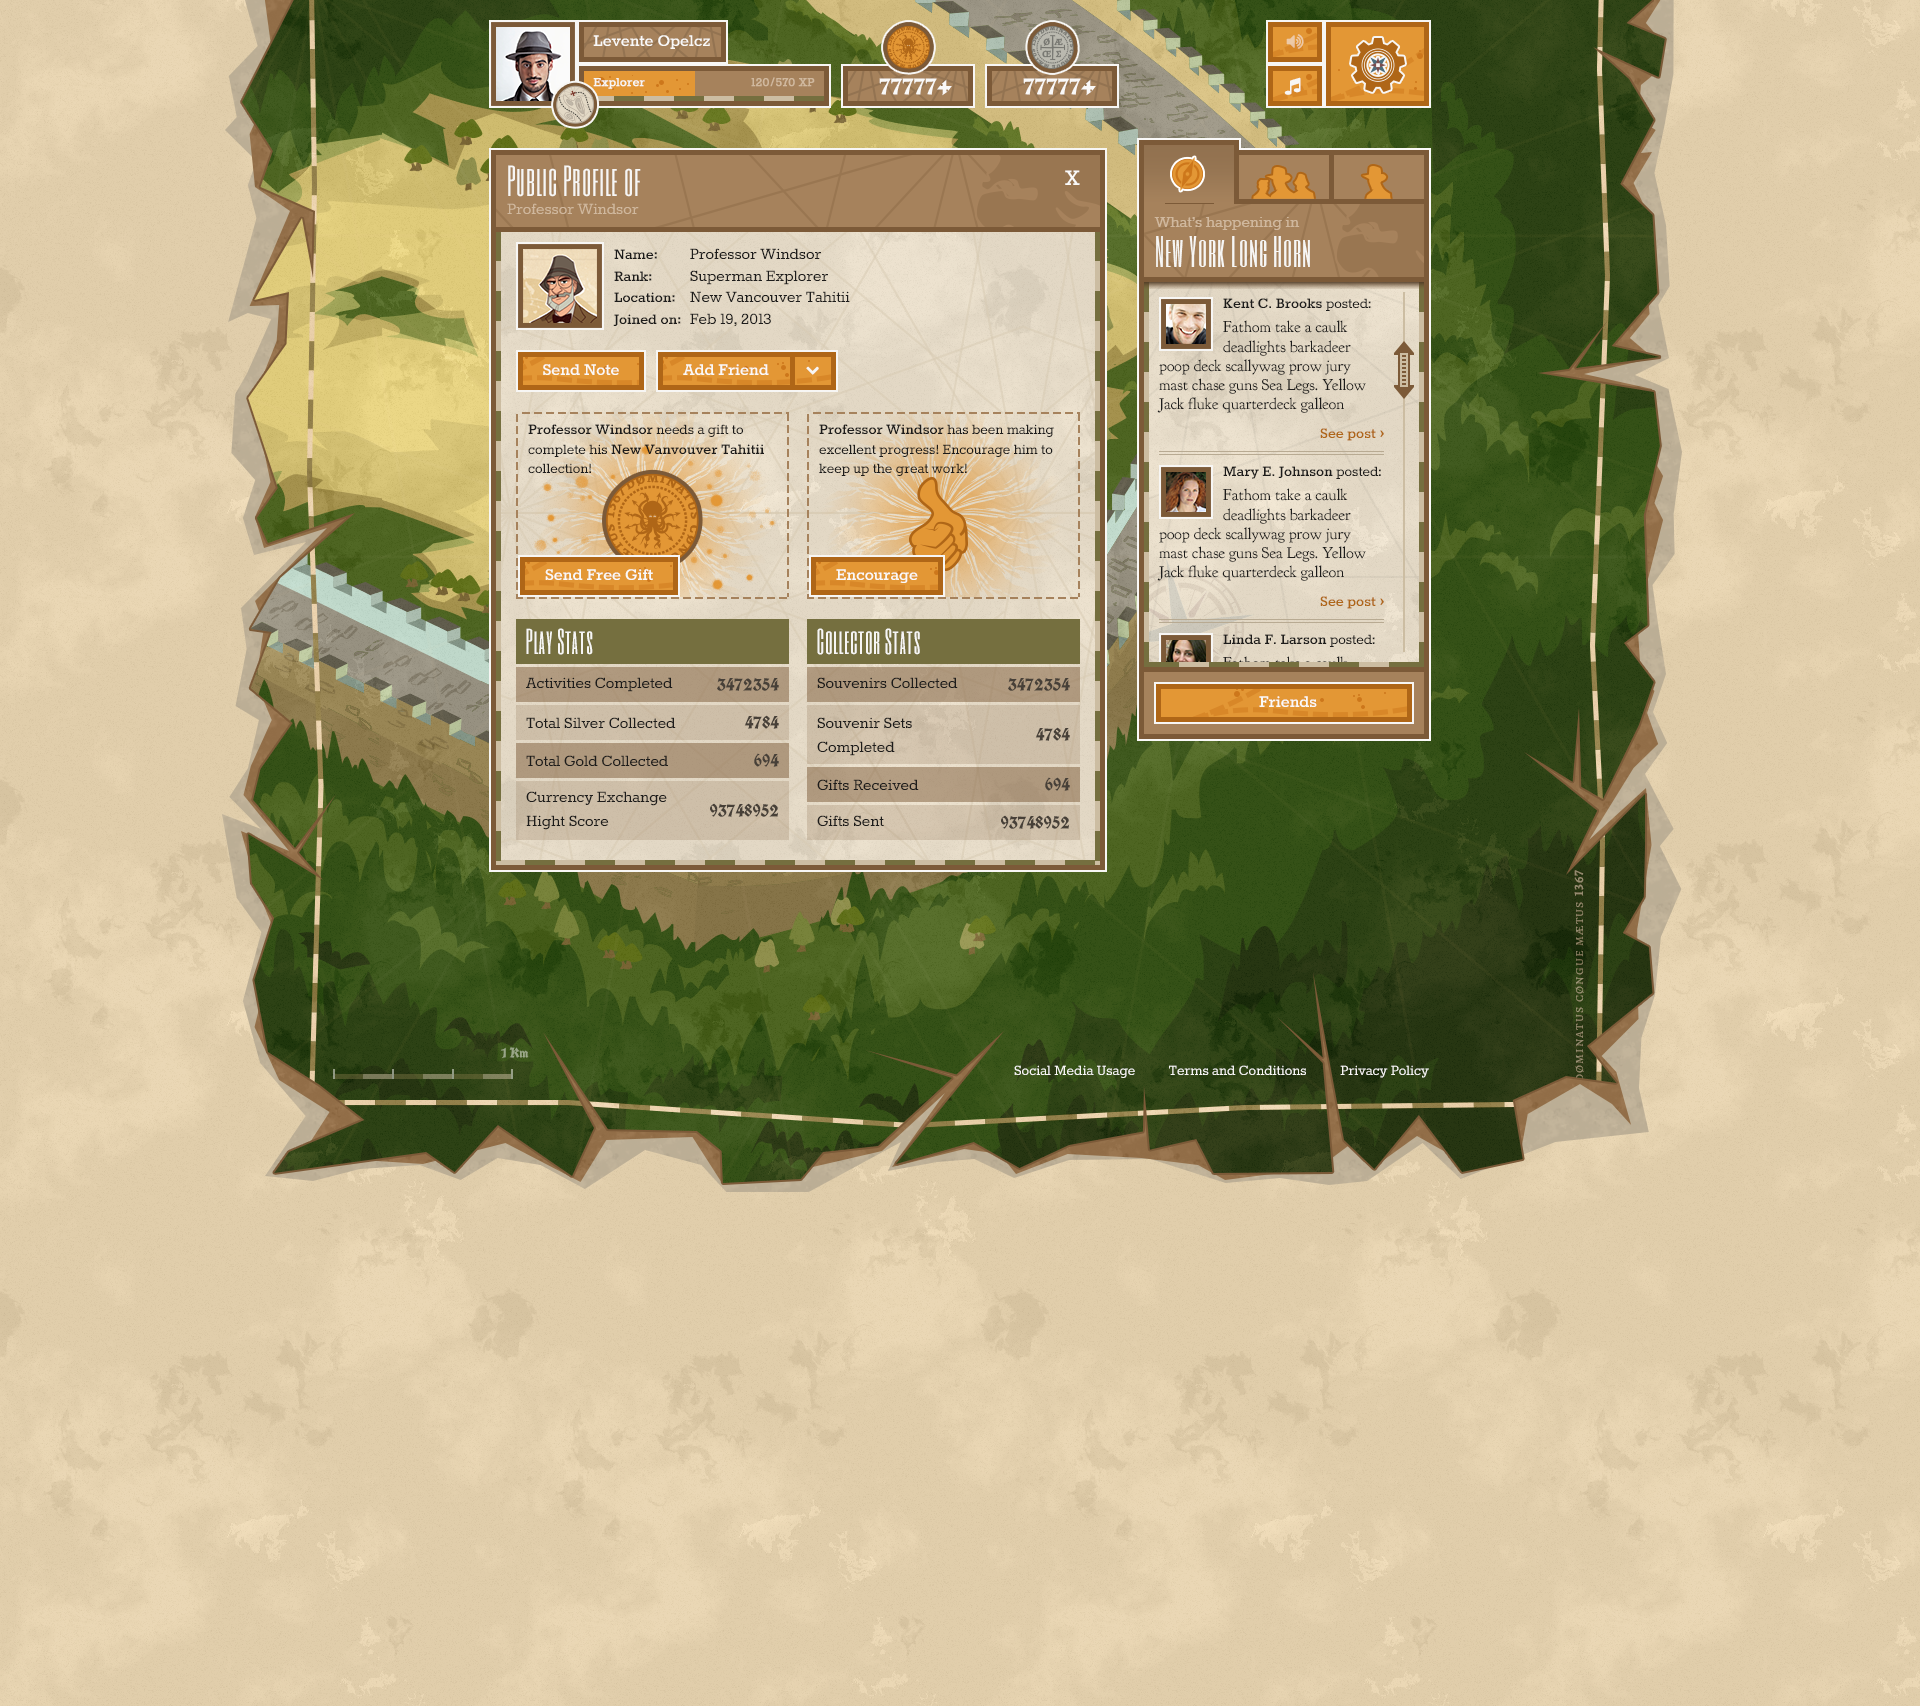 Levente Opelcz
Explorer 120/570 XP
77777+
77777+
Public Profile of
Professor Windsor
X
Name: Professor Windsor
Rank: Superman Explorer
Location: New Vancouver Tahitii
Joined on: Feb 19, 2013
Send Note
Add Friend
Professor Windsor needs a gift to
complete his New Vanvouver Tahitii
collection!
1367 DØMINATUS
Send Free Gift
Professor Windsor has been making
excellent progress! Encourage him to
keep up the great work!
Encourage
Play Stats
Activities Completed 3472354
Total Silver Collected 4784
Total Gold Collected 694
Currency Exchange
Hight Score 93748952
Collector Stats
Souvenirs Collected 3472354
Souvenir Sets
Completed 4784
Gifts Received 694
Gifts Sent 93748952
What's happening in
New York Long Horn
Kent C. Brooks posted:
Fathom take a caulk
deadlights barkadeer
poop deck scallywag prow jury
mast chase guns Sea Legs. Yellow
Jack fluke quarterdeck galleon
See post ›
Mary E. Johnson posted:
Fathom take a caulk
deadlights barkadeer
poop deck scallywag prow jury
mast chase guns Sea Legs. Yellow
Jack fluke quarterdeck galleon
See post ›
Linda F. Larson posted:
Fathom take a caulk
Friends
DØMINATUS CØNGUE MÆTUS 1367
1 Km
Social Media Usage
Terms and Conditions
Privacy Policy